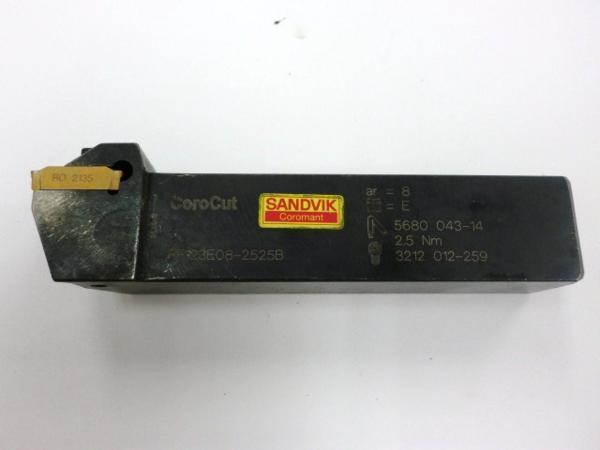 RO 2135
CoroCut
SANDVIK
Coromant
ar = 8
= E
5680 043-14
2.5 Nm
3212 012-259